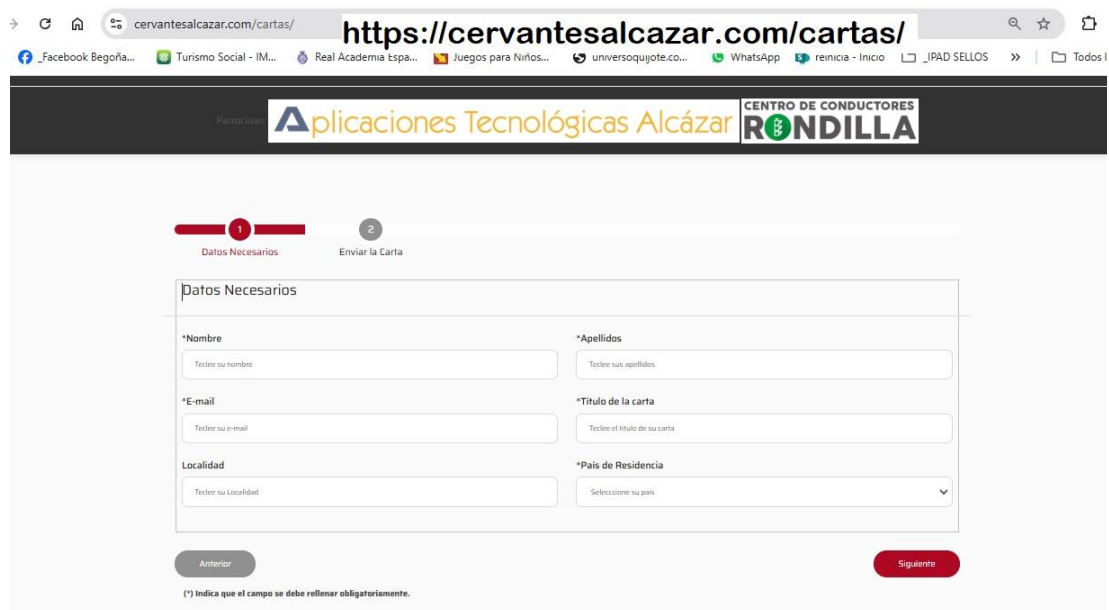 cervantesalcazar.com/cartas/
https://cervantesalcazar.com/cartas/
_Facebook Begoña... Turismo Social - IM... Real Academia Espa... Juegos para Niños... universoquijote.co... WhatsApp reinicia - Inicio _IPAD SELLOS » Todos l
Patrocinan: Aplicaciones Tecnológicas Alcázar CENTRO DE CONDUCTORES
RONDILLA
1 2
Datos Necesarios Enviar la Carta
Datos Necesarios
*Nombre *Apellidos
Teclee su nombre Teclee sus apellidos
*E-mail *Título de la carta
Teclee su e-mail Teclee el título de su carta
Localidad *País de Residencia
Teclee su Localidad Selecccione su país
Anterior Siguiente
(*) Indica que el campo se debe rellenar obligatoriamente.